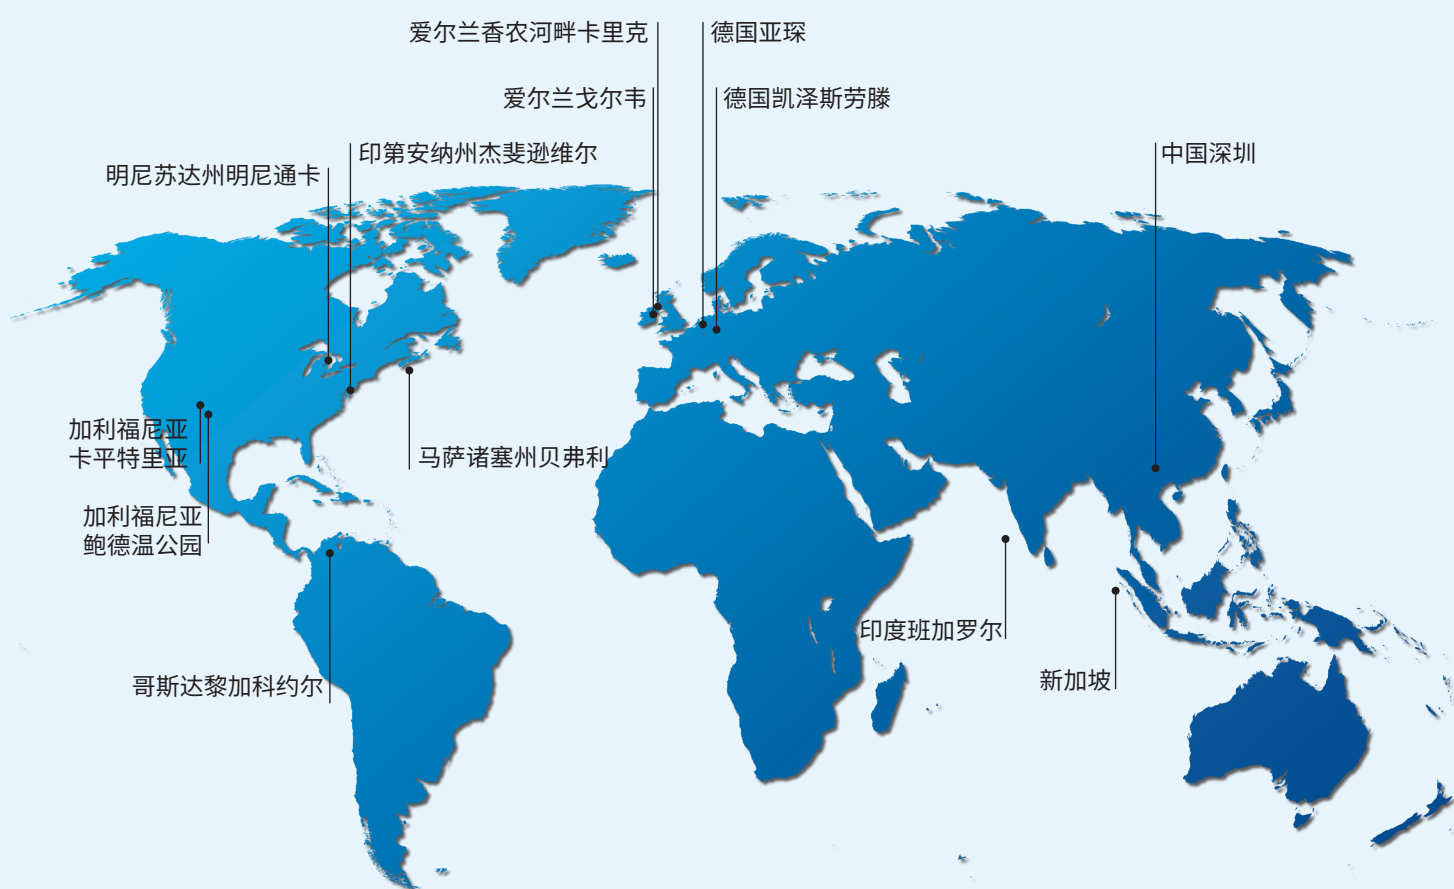 爱尔兰香农河畔卡里克
德国亚琛
爱尔兰戈尔韦
德国凯泽斯劳滕
印第安纳州杰斐逊维尔
中国深圳
明尼苏达州明尼通卡
加利福尼亚
卡平特里亚
马萨诸塞州贝弗利
加利福尼亚
鲍德温公园
印度班加罗尔
哥斯达黎加科约尔
新加坡